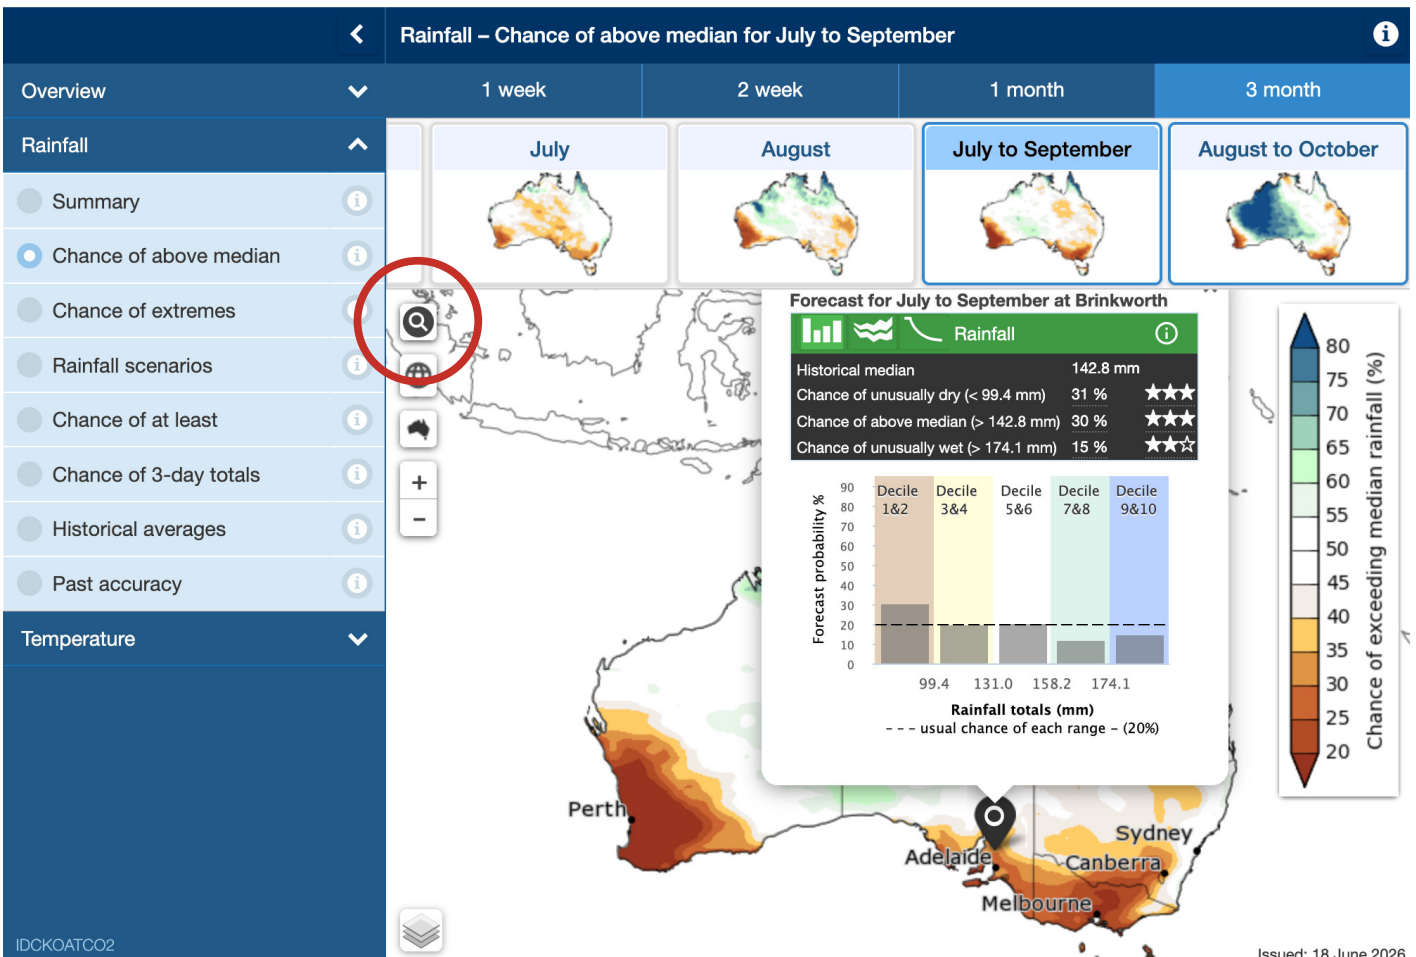 Rainfall – Chance of above median for July to September
Overview
1 week
2 week
1 month
3 month
Rainfall
Summary
Chance of above median
Chance of extremes
Rainfall scenarios
Chance of at least
Chance of 3-day totals
Historical averages
Past accuracy
Temperature
IDCKOATCO2
July
August
July to September
August to October
Forecast for July to September at Brinkworth
Rainfall
Historical median 142.8 mm
Chance of unusually dry (< 99.4 mm) 31 %
Chance of above median (> 142.8 mm) 30 %
Chance of unusually wet (> 174.1 mm) 15 %
Forecast probability %
90
80
70
60
50
40
30
20
10
0
Decile 1&2
Decile 3&4
Decile 5&6
Decile 7&8
Decile 9&10
99.4 131.0 158.2 174.1
Rainfall totals (mm)
--- usual chance of each range – (20%)
80
75
70
65
60
55
50
45
40
35
30
25
20
Chance of exceeding median rainfall (%)
Perth
Adelaide
Sydney
Canberra
Melbourne
Issued: 18 June 2026